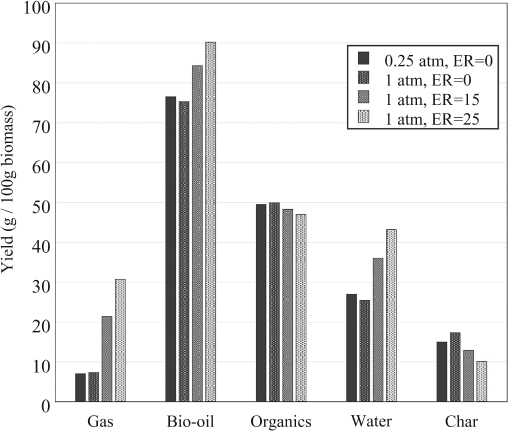 100
90
80
70
60
50
40
30
20
10
0
Yield (g / 100g biomass)
0.25 atm, ER=0
1 atm, ER=0
1 atm, ER=15
1 atm, ER=25
Gas Bio-oil Organics Water Char